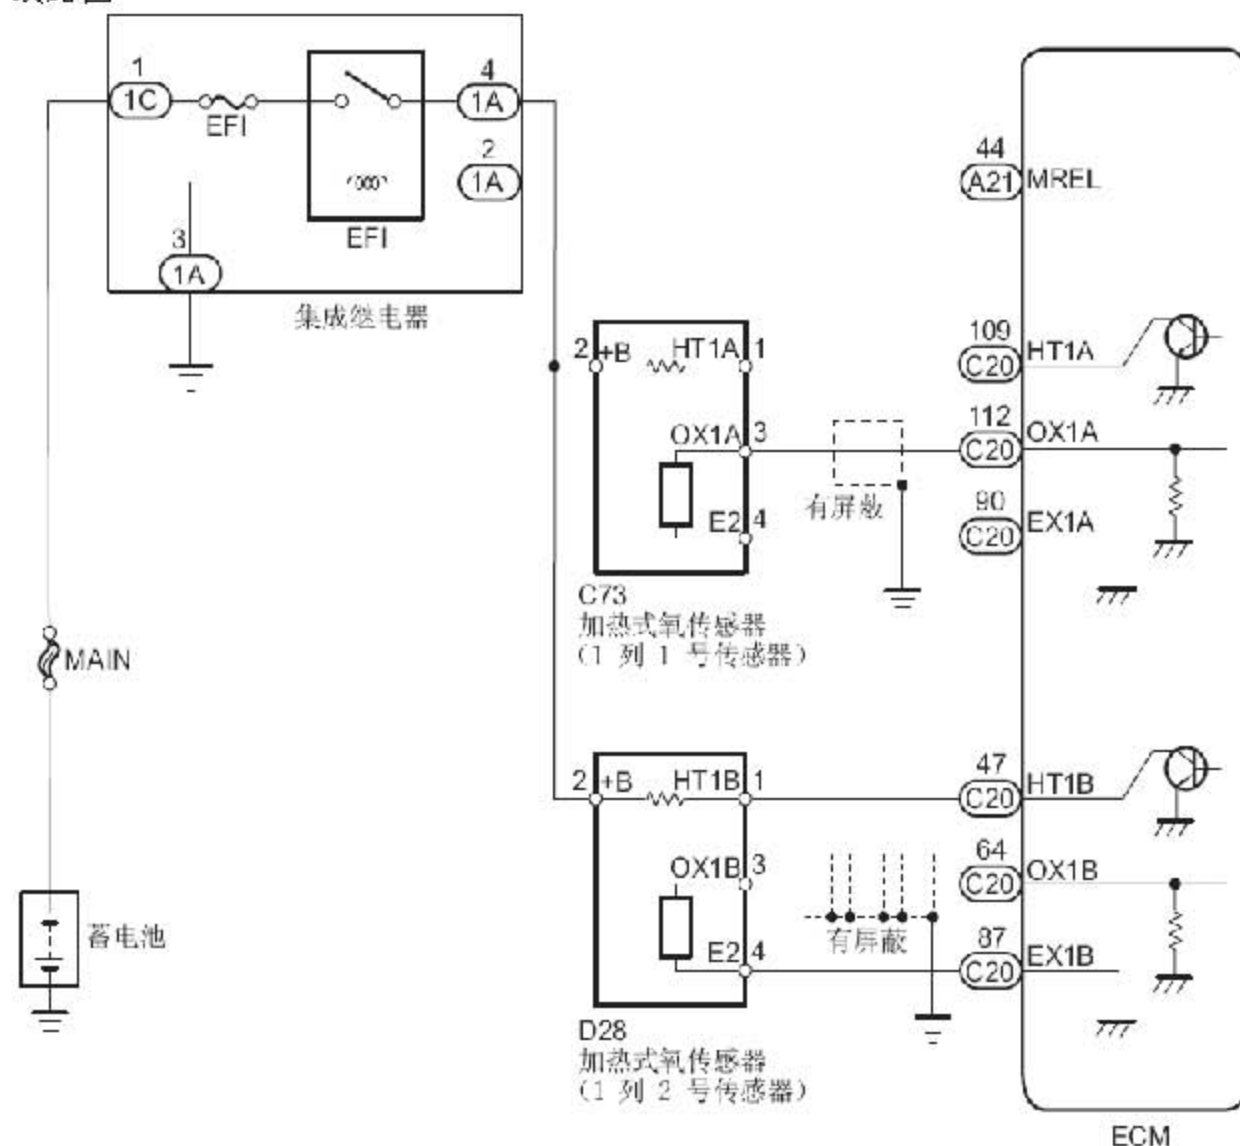 1
1C
EFI
EFI
4
1A
2
1A
3
1A
集成继电器
44
A21 MREL
109
C20 HT1A
112
C20 OX1A
90
C20 EX1A
2 +B HT1A 1
OX1A 3
E2 4
有屏蔽
C73
加热式氧传感器
(1 列 1 号传感器)
MAIN
蓄电池
2 +B HT1B 1
OX1B 3
E2 4
有屏蔽
D28
加热式氧传感器
(1 列 2 号传感器)
47
C20 HT1B
64
C20 OX1B
87
C20 EX1B
ECM